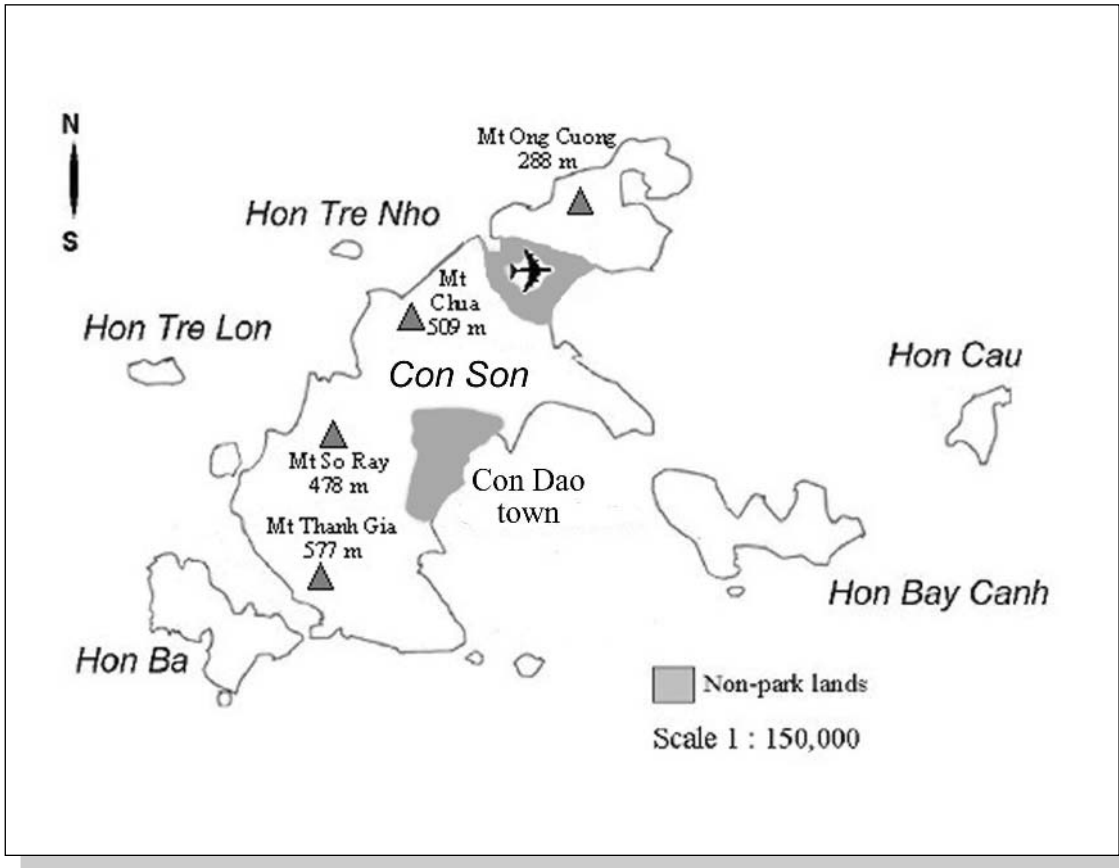 N
S
Mt Ong Cuong
288 m
Hon Tre Nho
Mt
Chua
509 m
Hon Tre Lon
Con Son
Hon Cau
Mt So Ray
478 m
Con Dao
town
Mt Thanh Gia
577 m
Hon Bay Canh
Hon Ba
Non-park lands
Scale 1 : 150,000